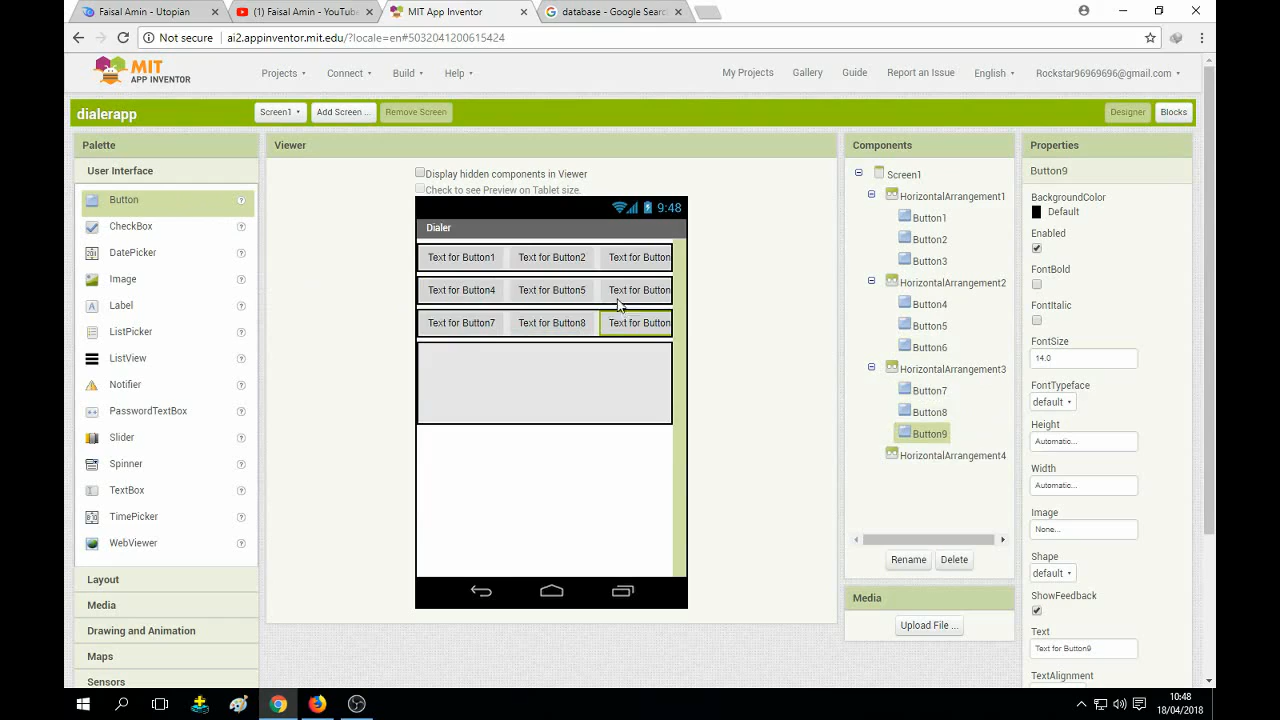 Faisal Amin - Utopian
(1) Faisal Amin - YouTube
MIT App Inventor
database - Google Sear
Not secure
ai2.appinventor.mit.edu/?locale=en#5032041200615424
MIT
APP INVENTOR
Projects
Connect
Build
Help
My Projects
Gallery
Guide
Report an Issue
English
Rockstar96969696@gmail.com
dialerapp
Screen1
Add Screen ...
Remove Screen
Designer
Blocks
Palette
User Interface
Button
CheckBox
DatePicker
Image
Label
ListPicker
ListView
Notifier
PasswordTextBox
Slider
Spinner
TextBox
TimePicker
WebViewer
Layout
Media
Drawing and Animation
Maps
Sensors
Viewer
Display hidden components in Viewer
Check to see Preview on Tablet size.
9:48
Dialer
Text for Button1
Text for Button2
Text for Button
Text for Button4
Text for Button5
Text for Button
Text for Button7
Text for Button8
Text for Button
Components
Screen1
HorizontalArrangement1
Button1
Button2
Button3
HorizontalArrangement2
Button4
Button5
Button6
HorizontalArrangement3
Button7
Button8
Button9
HorizontalArrangement4
Rename
Delete
Media
Upload File ...
Properties
Button9
BackgroundColor
Default
Enabled
FontBold
FontItalic
FontSize
14.0
FontTypeface
default
Height
Automatic...
Width
Automatic...
Image
None...
Shape
default
ShowFeedback
Text
Text for Button9
TextAlignment
10:48
18/04/2018